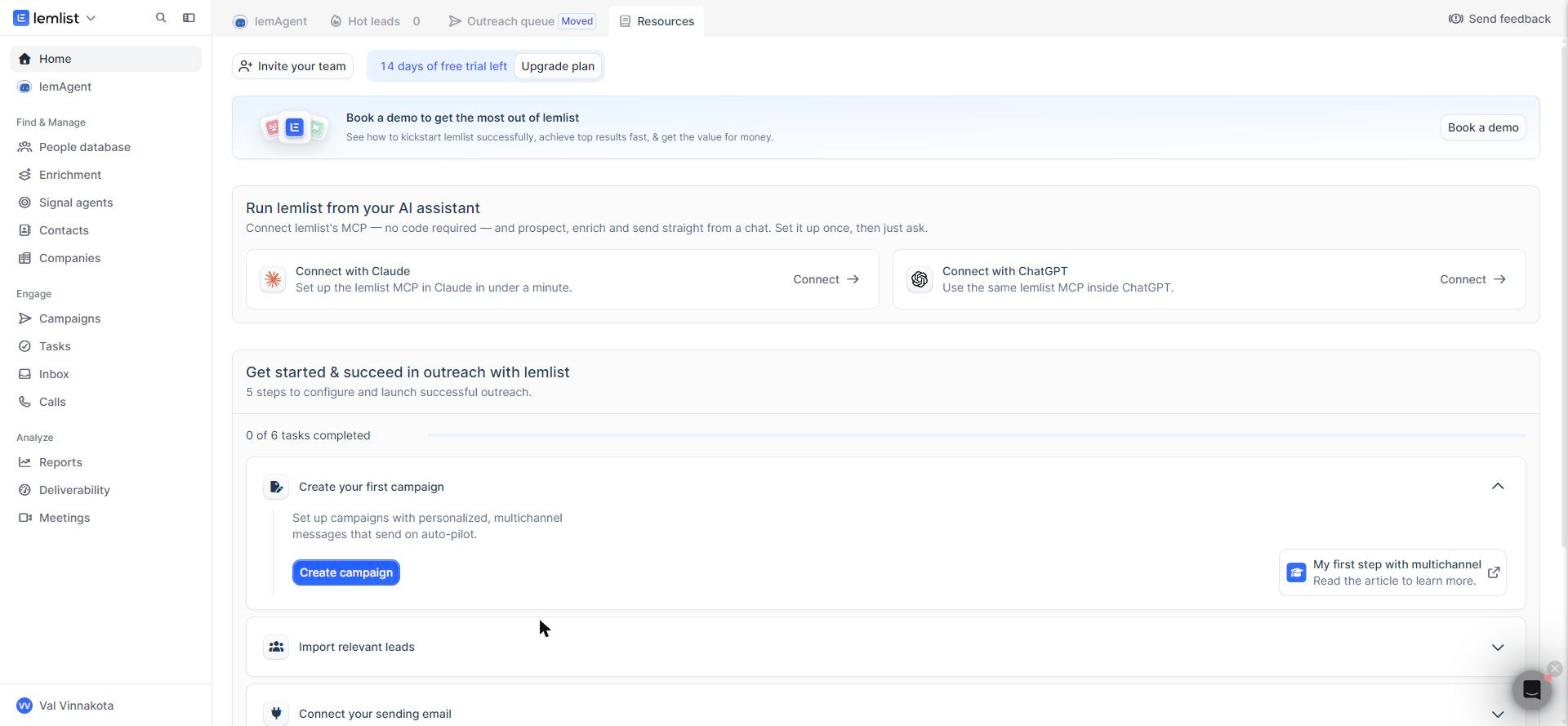 lemlist
Home
lemAgent
Find & Manage
People database
Enrichment
Signal agents
Contacts
Companies
Engage
Campaigns
Tasks
Inbox
Calls
Analyze
Reports
Deliverability
Meetings
VV Val Vinnakota
lemAgent
Hot leads 0
Outreach queue Moved
Resources
Send feedback
Invite your team
14 days of free trial left Upgrade plan
Book a demo to get the most out of lemlist
See how to kickstart lemlist successfully, achieve top results fast, & get the value for money.
Book a demo
Run lemlist from your AI assistant
Connect lemlist's MCP — no code required — and prospect, enrich and send straight from a chat. Set it up once, then just ask.
Connect with Claude
Set up the lemlist MCP in Claude in under a minute.
Connect
Connect with ChatGPT
Use the same lemlist MCP inside ChatGPT.
Connect
Get started & succeed in outreach with lemlist
5 steps to configure and launch successful outreach.
0 of 6 tasks completed
Create your first campaign
Set up campaigns with personalized, multichannel
messages that send on auto-pilot.
Create campaign
My first step with multichannel
Read the article to learn more.
Import relevant leads
Connect your sending email